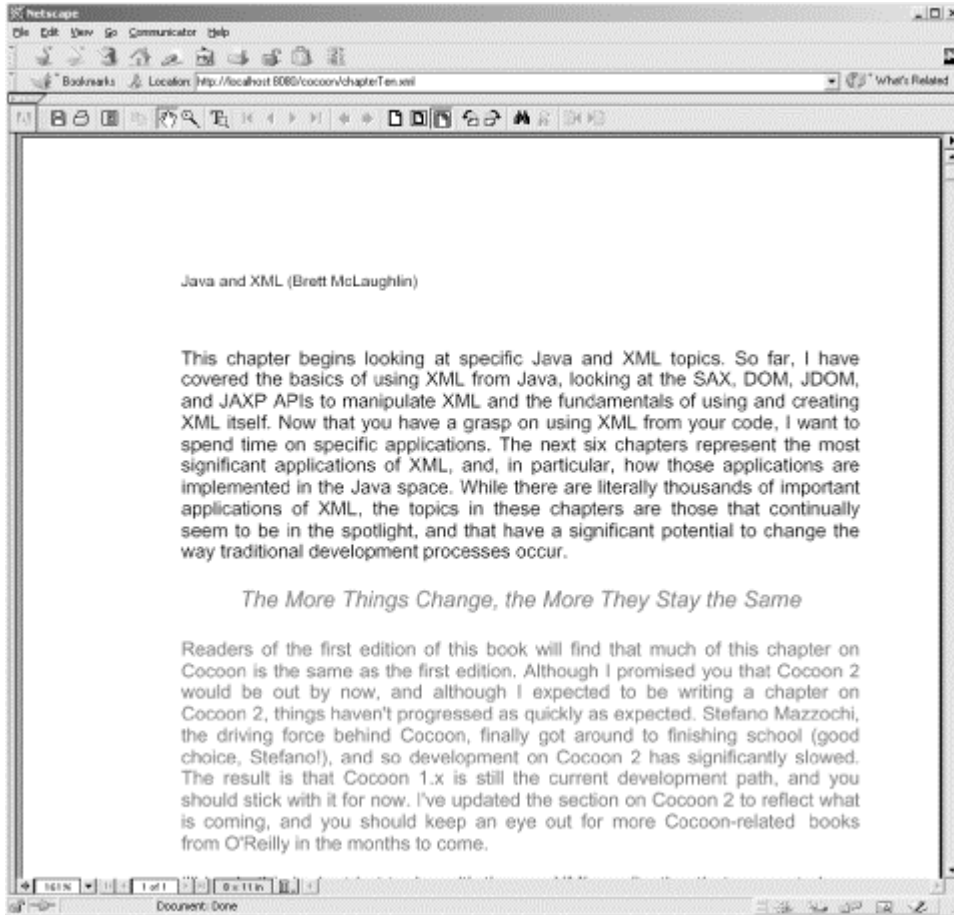 Netscape
File Edit View Go Communicator Help
Bookmarks Location: http://localhost:8080/cocoon/chapterTen.xml What's Related
Java and XML (Brett McLaughlin)
This chapter begins looking at specific Java and XML topics. So far, I have
covered the basics of using XML from Java, looking at the SAX, DOM, JDOM,
and JAXP APIs to manipulate XML and the fundamentals of using and creating
XML itself. Now that you have a grasp on using XML from your code, I want to
spend time on specific applications. The next six chapters represent the most
significant applications of XML, and, in particular, how those applications are
implemented in the Java space. While there are literally thousands of important
applications of XML, the topics in these chapters are those that continually
seem to be in the spotlight, and that have a significant potential to change the
way traditional development processes occur.
The More Things Change, the More They Stay the Same
Readers of the first edition of this book will find that much of this chapter on
Cocoon is the same as the first edition. Although I promised you that Cocoon 2
would be out by now, and although I expected to be writing a chapter on
Cocoon 2, things haven't progressed as quickly as expected. Stefano Mazzochi,
the driving force behind Cocoon, finally got around to finishing school (good
choice, Stefano!), and so development on Cocoon 2 has significantly slowed.
The result is that Cocoon 1.x is still the current development path, and you
should stick with it for now. I've updated the section on Cocoon 2 to reflect what
is coming, and you should keep an eye out for more Cocoon-related books
from O'Reilly in the months to come.
161% 1 of 1 8 x 11 in
Document: Done